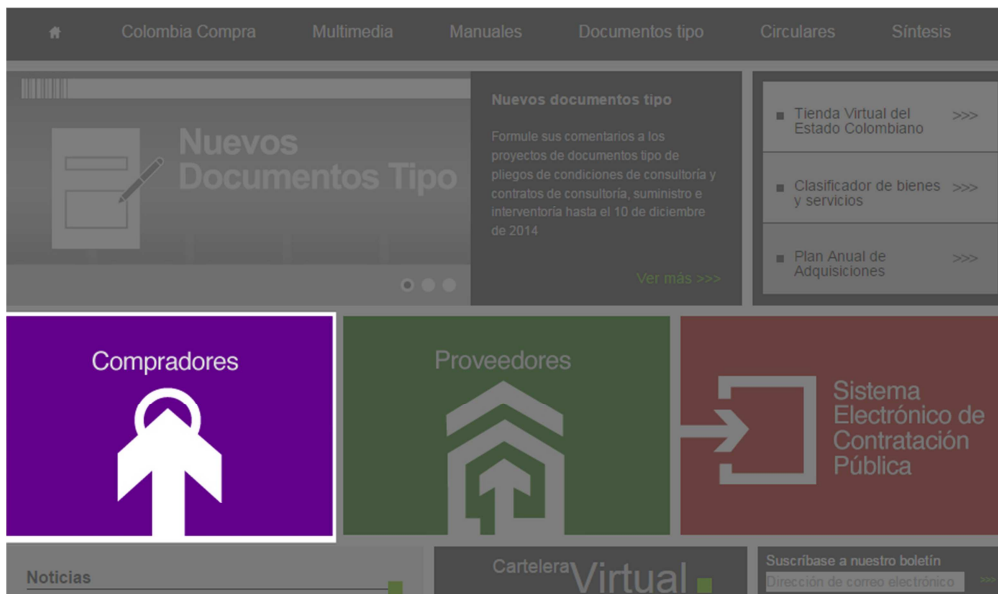 Colombia Compra Multimedia Manuales Documentos tipo Circulares Síntesis
Nuevos
Documentos Tipo
Nuevos documentos tipo
Formule sus comentarios a los
proyectos de documentos tipo de
pliegos de condiciones de consultoría y
contratos de consultoría, suministro e
interventoría hasta el 10 de diciembre
de 2014
Ver más >>>
Tienda Virtual del
Estado Colombiano >>>
Clasificador de bienes
y servicios >>>
Plan Anual de
Adquisiciones >>>
Compradores
Proveedores
Sistema
Electrónico de
Contratación
Pública
Noticias
Cartelera
Virtual
Suscríbase a nuestro boletín
Dirección de correo electrónico >>>